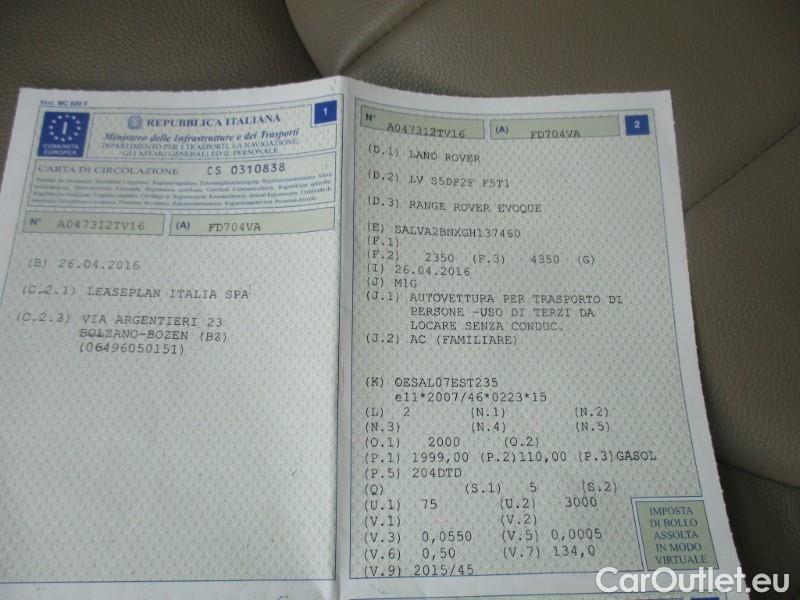 Mod. MC 820 F
1
REPUBBLICA ITALIANA
Ministero delle Infrastrutture e dei Trasporti
DIPARTIMENTO PER I TRASPORTI, LA NAVIGAZIONE,
GLI AFFARI GENERALI ED IL PERSONALE
I
COMUNITÀ
EUROPEA
CARTA DI CIRCOLAZIONE CS 0310838
N° A047312TV16 (A) FD704VA
(B) 26.04.2016
(C.2.1) LEASEPLAN ITALIA SPA
(C.2.3) VIA ARGENTIERI 23
BOLZANO-BOZEN (BZ)
(06496050151)
N° A047312TV16 (A) FD704VA 2
(D.1) LAND ROVER
(D.2) LV S5DF2F F5T1
(D.3) RANGE ROVER EVOQUE
(E) SALVA2BNXGH137460
(F.1)
(F.2) 2350 (F.3) 4350 (G)
(I) 26.04.2016
(J) M1G
(J.1) AUTOVETTURA PER TRASPORTO DI
PERSONE -USO DI TERZI DA
LOCARE SENZA CONDUC.
(J.2) AC (FAMILIARE)
(K) OESAL07EST235
e11*2007/46*0223*15
(L) 2 (N.1) (N.2)
(N.3) (N.4) (N.5)
(O.1) 2000 (O.2)
(P.1) 1999,00 (P.2)110,00 (P.3)GASOL
(P.5) 204DTD
(Q) (S.1) 5 (S.2)
(U.1) 75 (U.2) 3000
(V.1) (V.2)
(V.3) 0,0550 (V.5) 0,0005
(V.6) 0,50 (V.7) 134,0
(V.9) 2015/45
IMPOSTA
DI BOLLO
ASSOLTA
IN MODO
VIRTUALE
CarOutlet.eu